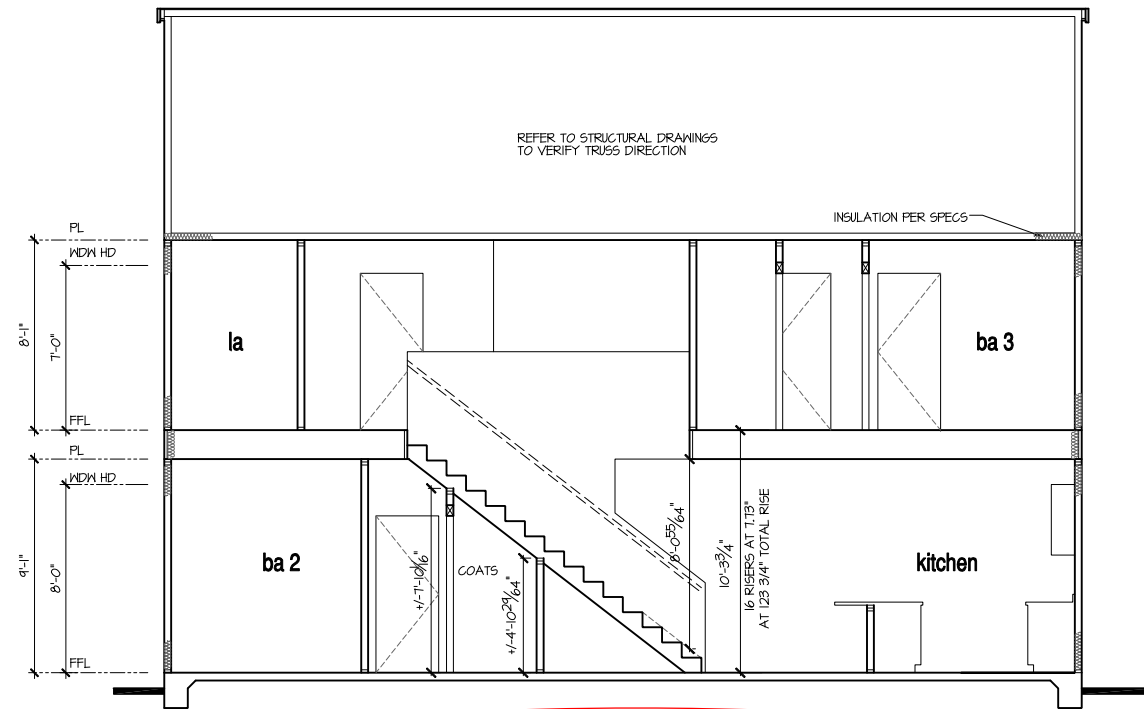 REFER TO STRUCTURAL DRAWINGS
TO VERIFY TRUSS DIRECTION
INSULATION PER SPECS
PL
WDW HD
8'-1"
7'-0"
la
ba 3
FFL
PL
WDW HD
9'-1"
8'-0"
ba 2
+/-7'-10 1/16"
COATS
+/-4'-10 29/64"
8'-0 55/64"
10'-3 3/4"
16 RISERS AT 7.73"
AT 123 3/4" TOTAL RISE
kitchen
FFL